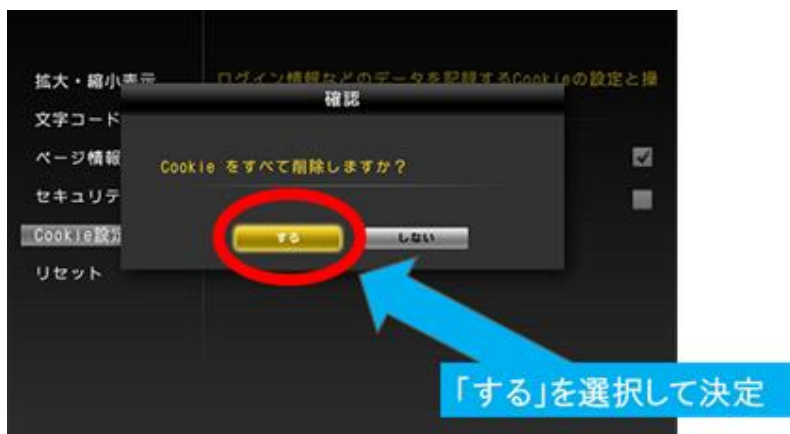 拡大・縮小表示
ログイン情報などのデータを記録するCookieの設定と操
確認
文字コード
ページ情報
Cookie をすべて削除しますか？
セキュリテ
Cookie設定
する
しない
リセット
「する」を選択して決定